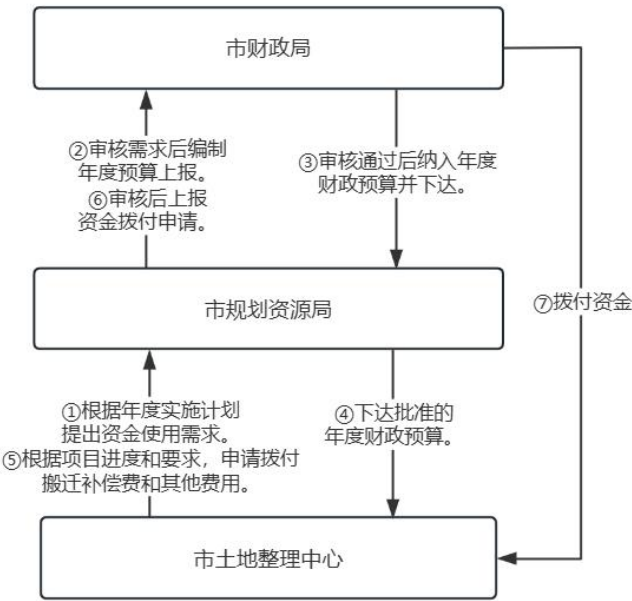 市财政局
②审核需求后编制
年度预算上报。
⑥审核后上报
资金拨付申请。
③审核通过后纳入年度
财政预算并下达。
市规划资源局
⑦拨付资金
①根据年度实施计划
提出资金使用需求。
⑤根据项目进度和要求，申请拨付
搬迁补偿费和其他费用。
④下达批准的
年度财政预算。
市土地整理中心